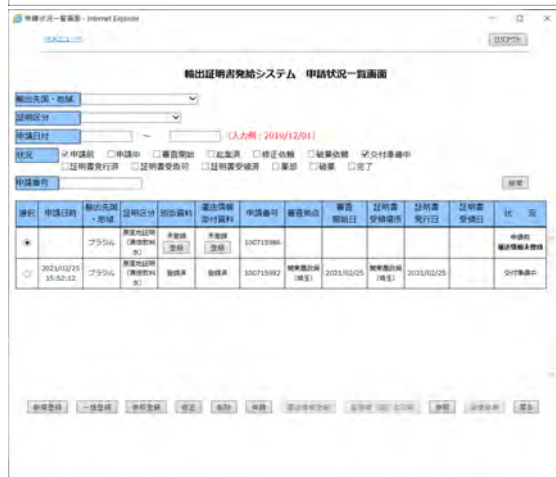 申請状況一覧画面 - Internet Explorer
ログアウト
輸出証明書発給システム 申請状況一覧画面
輸出先国・地域
証明区分
申請日付 ～ (入力例：2010/12/01)
状況 申請前 申請中 審査開始 起案済 修正依頼 破棄依頼 交付準備中
証明書発行済 証明書受取可 証明書受領済 棄却 破棄 完了
申請番号 検索
選択 申請日時 輸出先国・地域 証明区分 別添資料 運送情報添付資料 申請番号 審査拠点 審査開始日 証明書受領場所 証明書発行日 証明書受領日 状況
ブラジル 原産地証明(清涼飲料水) 未登録 登録 未登録 登録 100715986 申請前 運送情報未登録
2021/02/25 15:52:12 ブラジル 原産地証明(清涼飲料水) 登録済 登録済 100715982 関東農政局(埼玉) 2021/02/25 関東農政局(埼玉) 2021/02/25 交付準備中
新規登録 一括登録 参照登録 修正 削除 申請 運送情報登録 参照 戻る